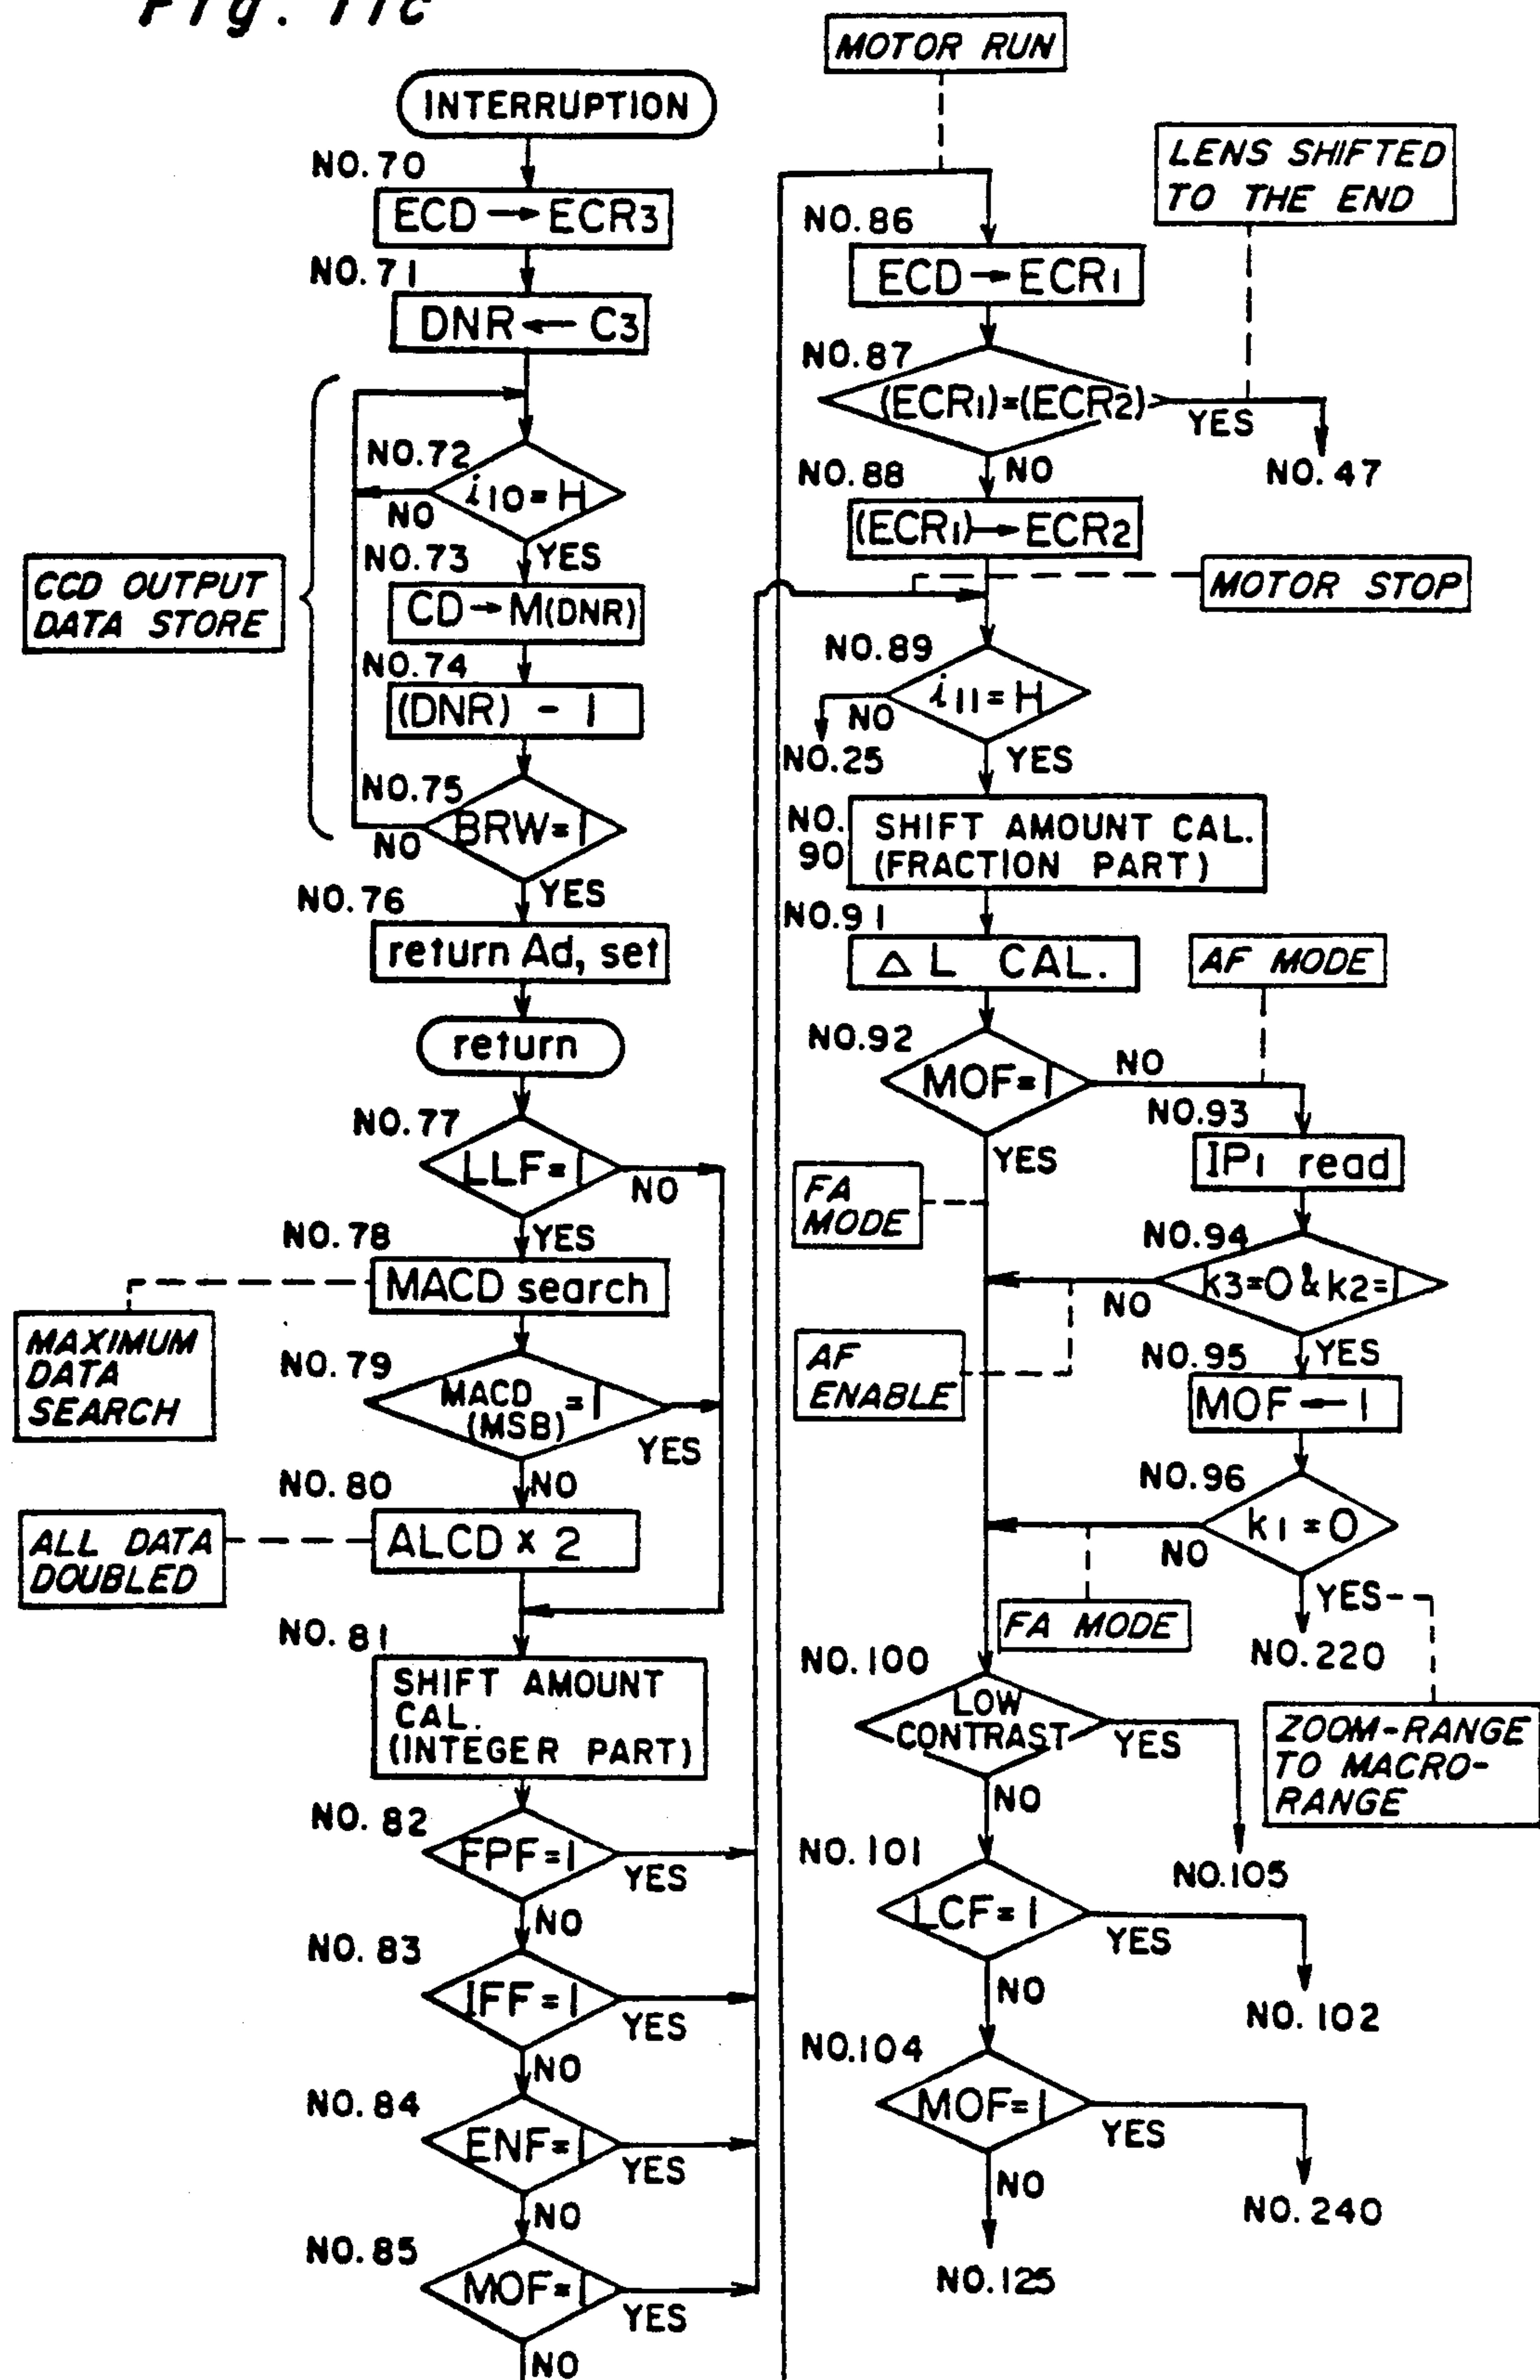 Fig. 11c
INTERRUPTION
NO.70
ECD → ECR3
NO.71
DNR ← C3
NO.72
i10 = H
NO
YES
NO.73
CD → M(DNR)
CCD OUTPUT
DATA STORE
NO.74
(DNR) - 1
NO.75
BRW=1
NO
YES
NO.76
return Ad, set
return
NO.77
LLF=1
NO
YES
NO.78
MACD search
MAXIMUM
DATA
SEARCH
NO.79
MACD
(MSB) =1
YES
NO
NO.80
ALCD × 2
ALL DATA
DOUBLED
NO.81
SHIFT AMOUNT
CAL.
(INTEGER PART)
NO.82
FPF=1
YES
NO
NO.83
IFF=1
YES
NO
NO.84
ENF=1
YES
NO
NO.85
MOF=1
YES
NO
MOTOR RUN
LENS SHIFTED
TO THE END
NO.86
ECD → ECR1
NO.87
(ECR1)=(ECR2)
YES
NO.47
NO
NO.88
(ECR1) → ECR2
MOTOR STOP
NO.89
i11 = H
NO
NO.25
YES
NO.
90
SHIFT AMOUNT CAL.
(FRACTION PART)
NO.91
△ L CAL.
AF MODE
NO.92
MOF=1
NO
YES
NO.93
IP1 read
FA
MODE
NO.94
k3=0 & k2=1
NO
YES
AF
ENABLE
NO.95
MOF ← 1
NO.96
k1 = 0
NO
YES
FA MODE
NO.220
ZOOM-RANGE
TO MACRO-
RANGE
NO.100
LOW
CONTRAST
YES
NO
NO.105
NO.101
LCF=1
YES
NO
NO.102
NO.104
MOF=1
YES
NO
NO.240
NO.125